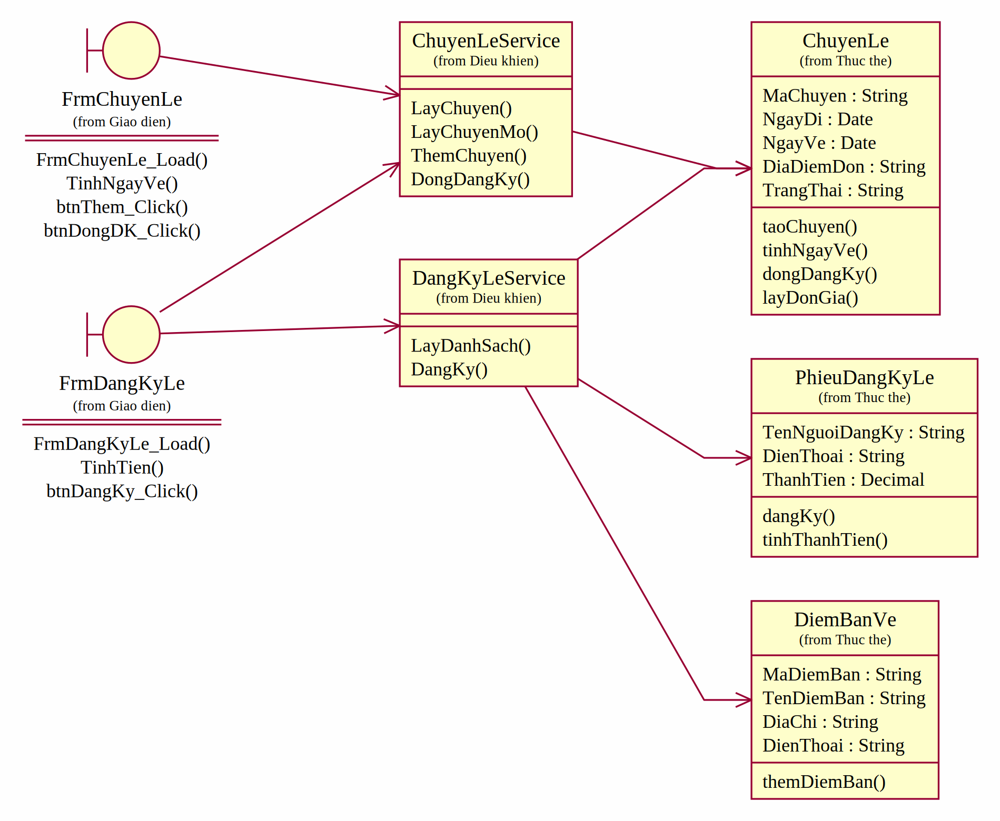 FrmChuyenLe
(from Giao dien)
FrmChuyenLe_Load()
TinhNgayVe()
btnThem_Click()
btnDongDK_Click()
FrmDangKyLe
(from Giao dien)
FrmDangKyLe_Load()
TinhTien()
btnDangKy_Click()
ChuyenLeService
(from Dieu khien)
LayChuyen()
LayChuyenMo()
ThemChuyen()
DongDangKy()
DangKyLeService
(from Dieu khien)
LayDanhSach()
DangKy()
ChuyenLe
(from Thuc the)
MaChuyen : String
NgayDi : Date
NgayVe : Date
DiaDiemDon : String
TrangThai : String
taoChuyen()
tinhNgayVe()
dongDangKy()
layDonGia()
PhieuDangKyLe
(from Thuc the)
TenNguoiDangKy : String
DienThoai : String
ThanhTien : Decimal
dangKy()
tinhThanhTien()
DiemBanVe
(from Thuc the)
MaDiemBan : String
TenDiemBan : String
DiaChi : String
DienThoai : String
themDiemBan()